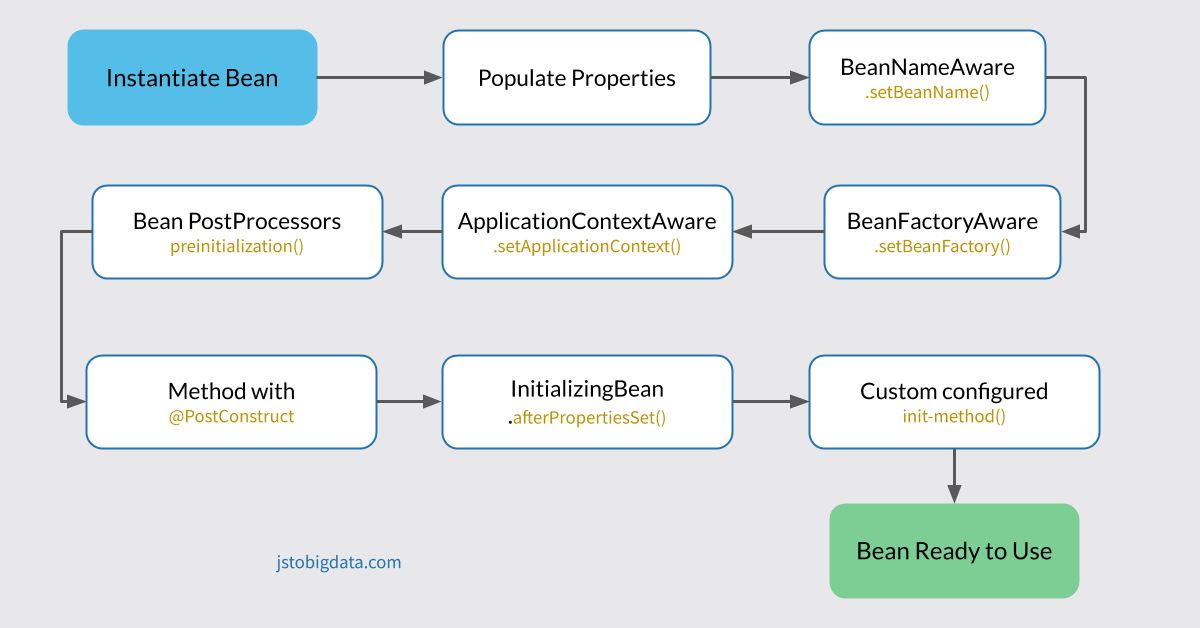 Instantiate Bean
Populate Properties
BeanNameAware
.setBeanName()
BeanFactoryAware
.setBeanFactory()
ApplicationContextAware
.setApplicationContext()
Bean PostProcessors
preinitialization()
Method with
@PostConstruct
InitializingBean
.afterPropertiesSet()
Custom configured
init-method()
Bean Ready to Use
jstobigdata.com